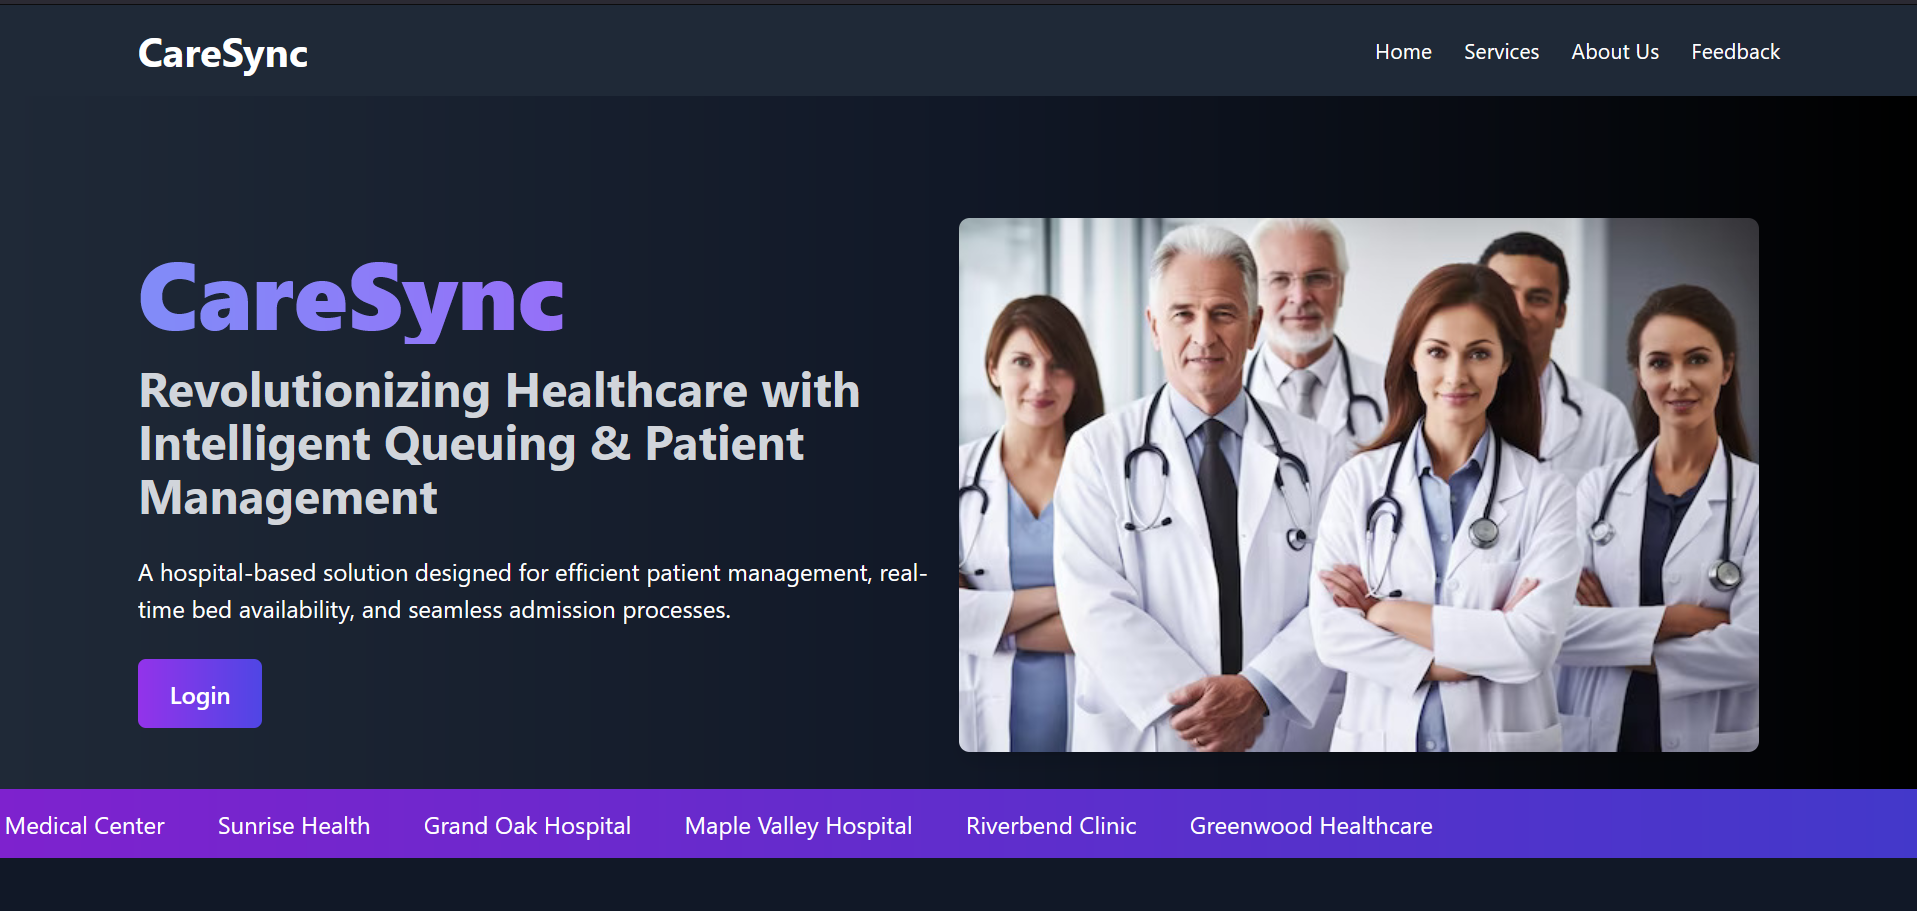 CareSync
Home Services About Us Feedback
CareSync
Revolutionizing Healthcare with
Intelligent Queuing & Patient
Management
A hospital-based solution designed for efficient patient management, real-
time bed availability, and seamless admission processes.
Login
Medical Center Sunrise Health Grand Oak Hospital Maple Valley Hospital Riverbend Clinic Greenwood Healthcare